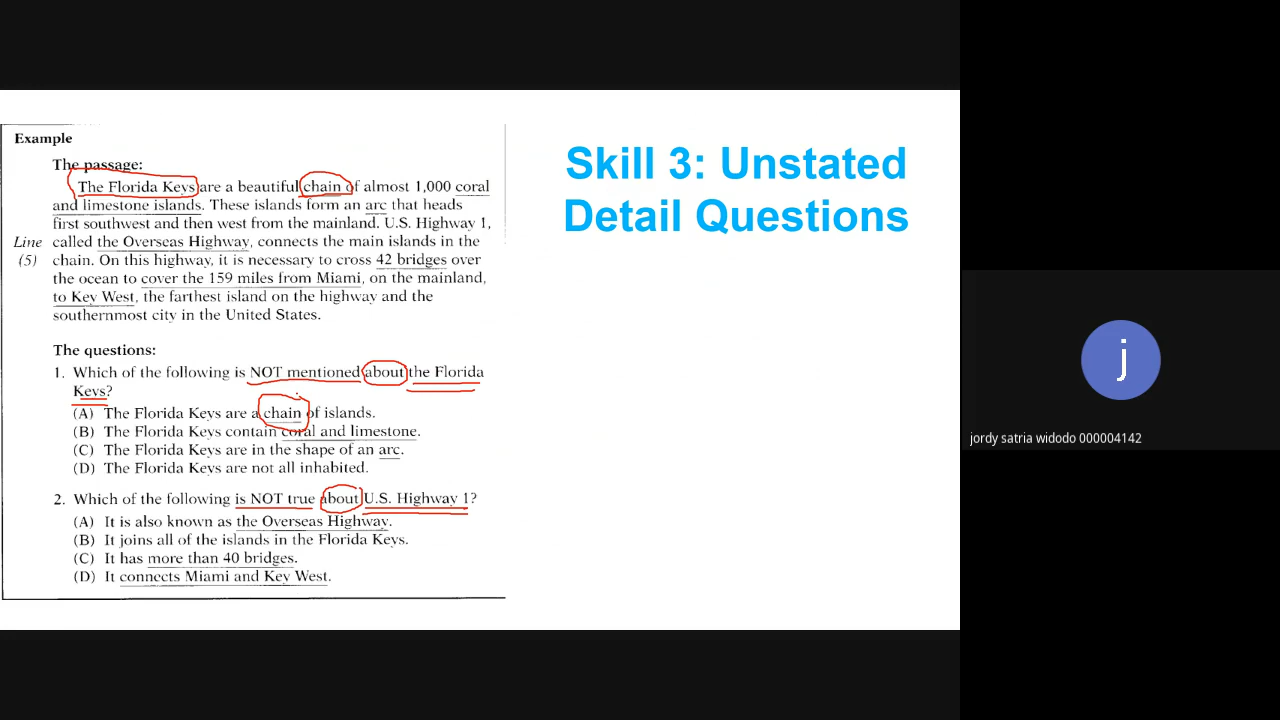 Example
The passage:
The Florida Keys are a beautiful chain of almost 1,000 coral
and limestone islands. These islands form an arc that heads
first southwest and then west from the mainland. U.S. Highway 1,
Line called the Overseas Highway, connects the main islands in the
(5) chain. On this highway, it is necessary to cross 42 bridges over
the ocean to cover the 159 miles from Miami, on the mainland,
to Key West, the farthest island on the highway and the
southernmost city in the United States.
The questions:
1. Which of the following is NOT mentioned about the Florida
Keys?
(A) The Florida Keys are a chain of islands.
(B) The Florida Keys contain coral and limestone.
(C) The Florida Keys are in the shape of an arc.
(D) The Florida Keys are not all inhabited.
2. Which of the following is NOT true about U.S. Highway 1?
(A) It is also known as the Overseas Highway.
(B) It joins all of the islands in the Florida Keys.
(C) It has more than 40 bridges.
(D) It connects Miami and Key West.
Skill 3: Unstated
Detail Questions
j
jordy satria widodo 000004142